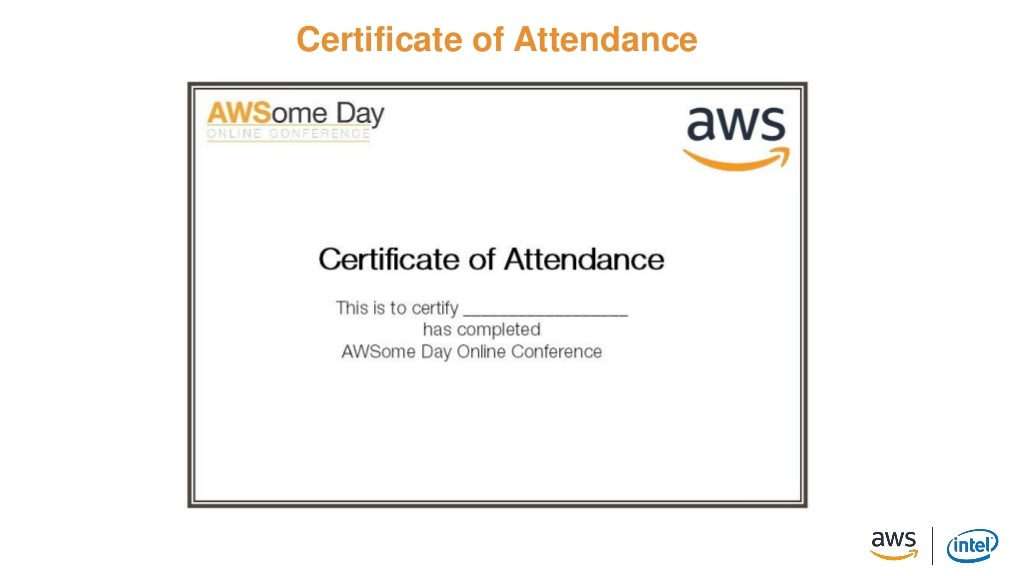 Certificate of Attendance
AWSome Day
ONLINE CONFERENCE
aws
Certificate of Attendance
This is to certify __________________
has completed
AWSome Day Online Conference
aws
intel